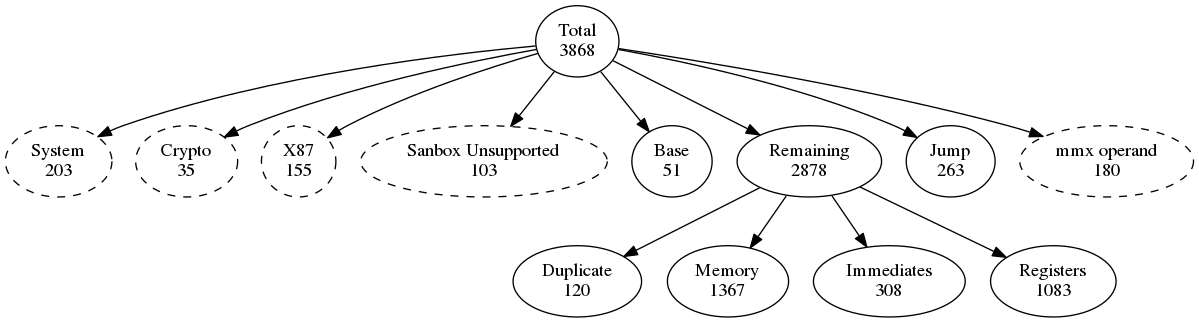 Total
3868
System
203
Crypto
35
X87
155
Sanbox Unsupported
103
Base
51
Remaining
2878
Jump
263
mmx operand
180
Duplicate
120
Memory
1367
Immediates
308
Registers
1083